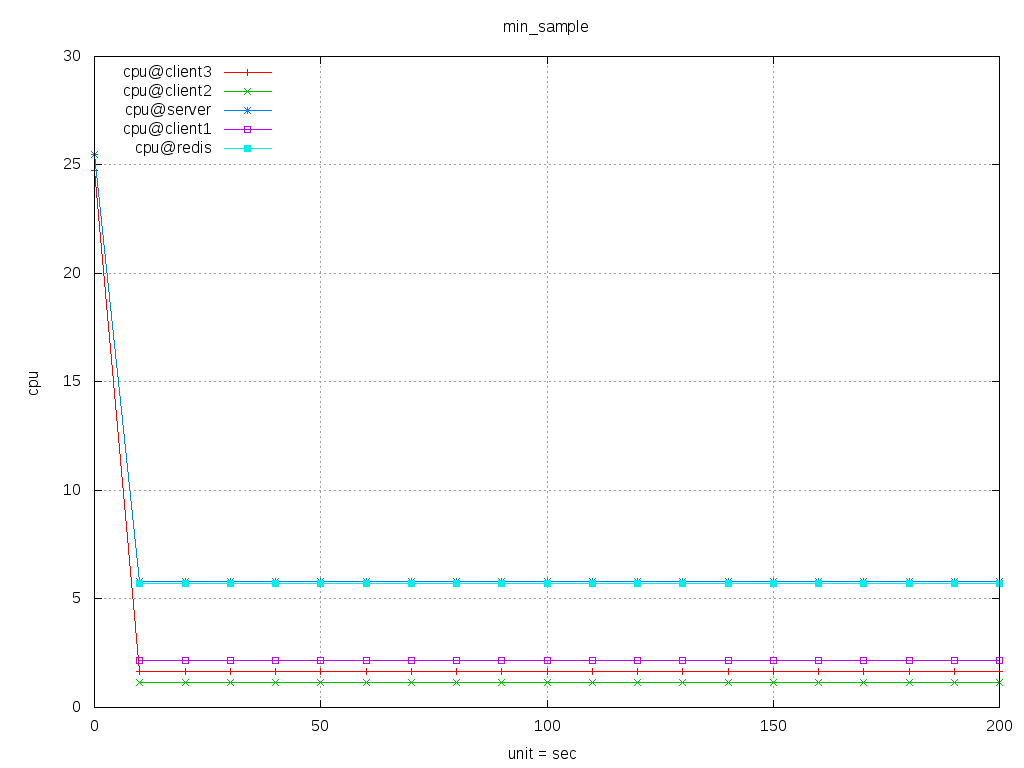 min_sample
30
25
20
15
10
5
0
cpu
cpu@client3
cpu@client2
cpu@server
cpu@client1
cpu@redis
0 50 100 150 200
unit = sec